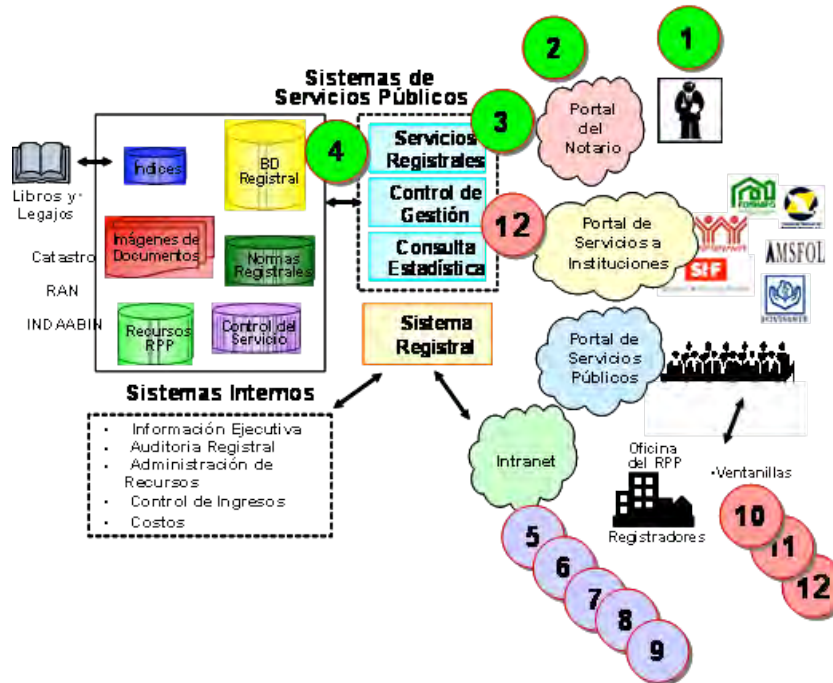 1
2
Sistemas de
Servicios Públicos
3
Portal
del
Notario
4
Servicios
Registrales
BD
Registral
Índices
Libros y
Legajos
Control de
Gestión
12
Portal de
Servicios a
Instituciones
AMSFOL
Imágenes de
Documentos
Normas
Registrales
Consulta
Estadística
Catastro
RAN
INDAABIN
Recursos
RPP
Control del
Servicio
Sistema
Registral
Portal
de Servicios
Públicos
Sistemas Internos
• Información Ejecutiva
• Auditoria Registral
• Administración de
Recursos
• Control de Ingresos
• Costos
Intranet
Oficina
del RPP
Registradores
•Ventanillas
5
6
7
8
9
10
11
12